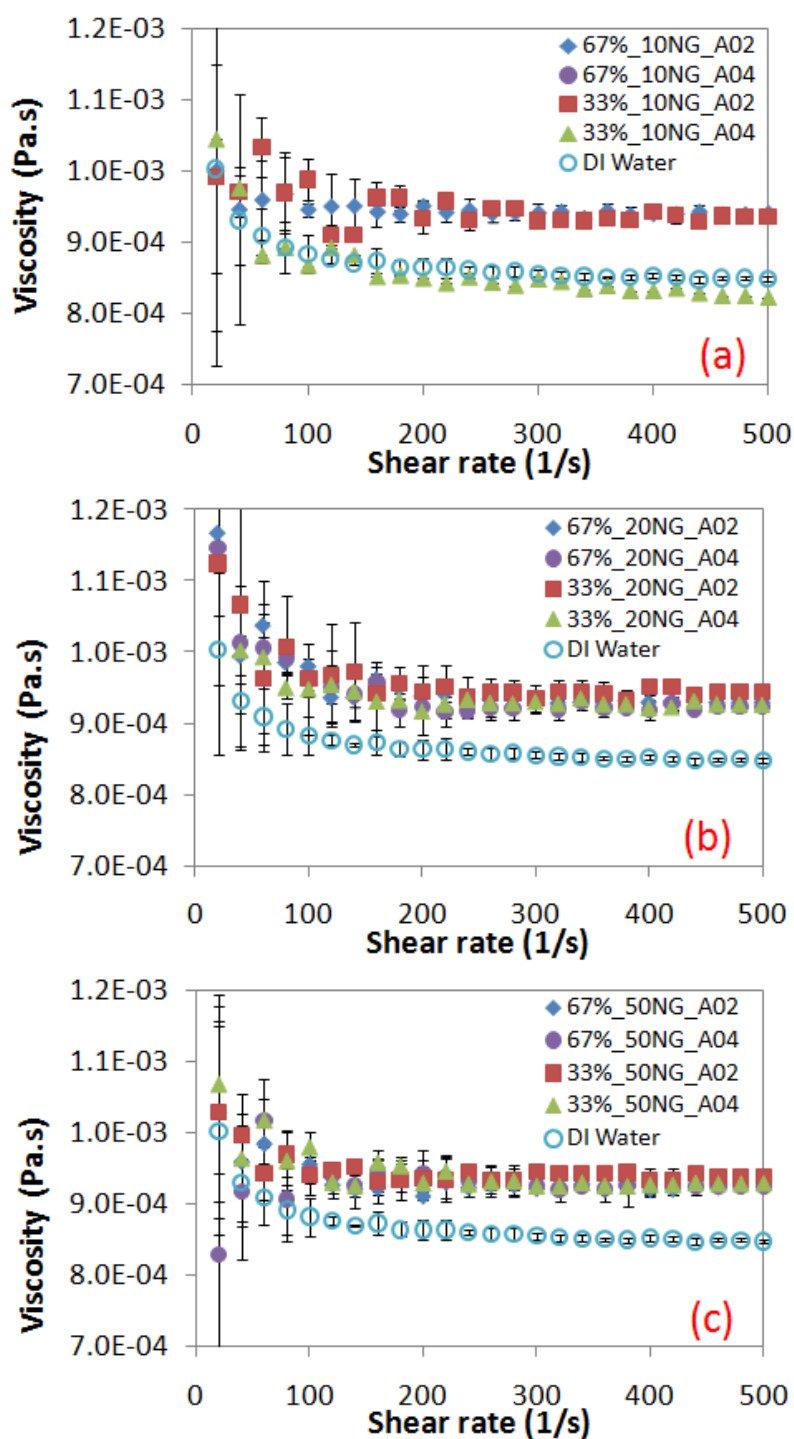 1.2E-03
1.1E-03
1.0E-03
9.0E-04
8.0E-04
7.0E-04
Viscosity (Pa.s)
67%_10NG_A02
67%_10NG_A04
33%_10NG_A02
33%_10NG_A04
DI Water
(a)
0 100 200 300 400 500
Shear rate (1/s)
1.2E-03
1.1E-03
1.0E-03
9.0E-04
8.0E-04
7.0E-04
Viscosity (Pa.s)
67%_20NG_A02
67%_20NG_A04
33%_20NG_A02
33%_20NG_A04
DI Water
(b)
0 100 200 300 400 500
Shear rate (1/s)
1.2E-03
1.1E-03
1.0E-03
9.0E-04
8.0E-04
7.0E-04
Viscosity (Pa.s)
67%_50NG_A02
67%_50NG_A04
33%_50NG_A02
33%_50NG_A04
DI Water
(c)
0 100 200 300 400 500
Shear rate (1/s)